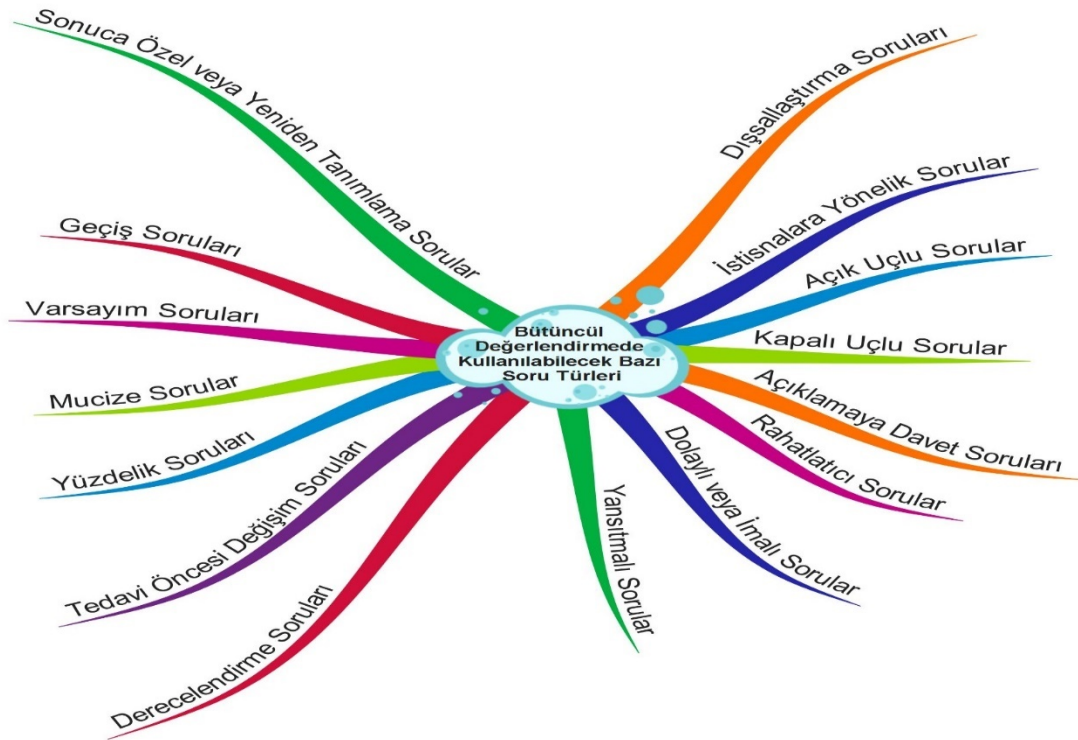 Sonuca Özel veya Yeniden Tanımlama Sorular
Dışsallaştırma Soruları
İstisnalara Yönelik Sorular
Geçiş Soruları
Açık Uçlu Sorular
Varsayım Soruları
Bütüncül
Değerlendirmede
Kullanılabilecek Bazı
Soru Türleri
Kapalı Uçlu Sorular
Mucize Sorular
Açıklamaya Davet Soruları
Rahatlatıcı Sorular
Yüzdelik Soruları
Dolaylı veya İmalı Sorular
Tedavi Öncesi Değişim Soruları
Yansıtmalı Sorular
Derecelendirme Soruları